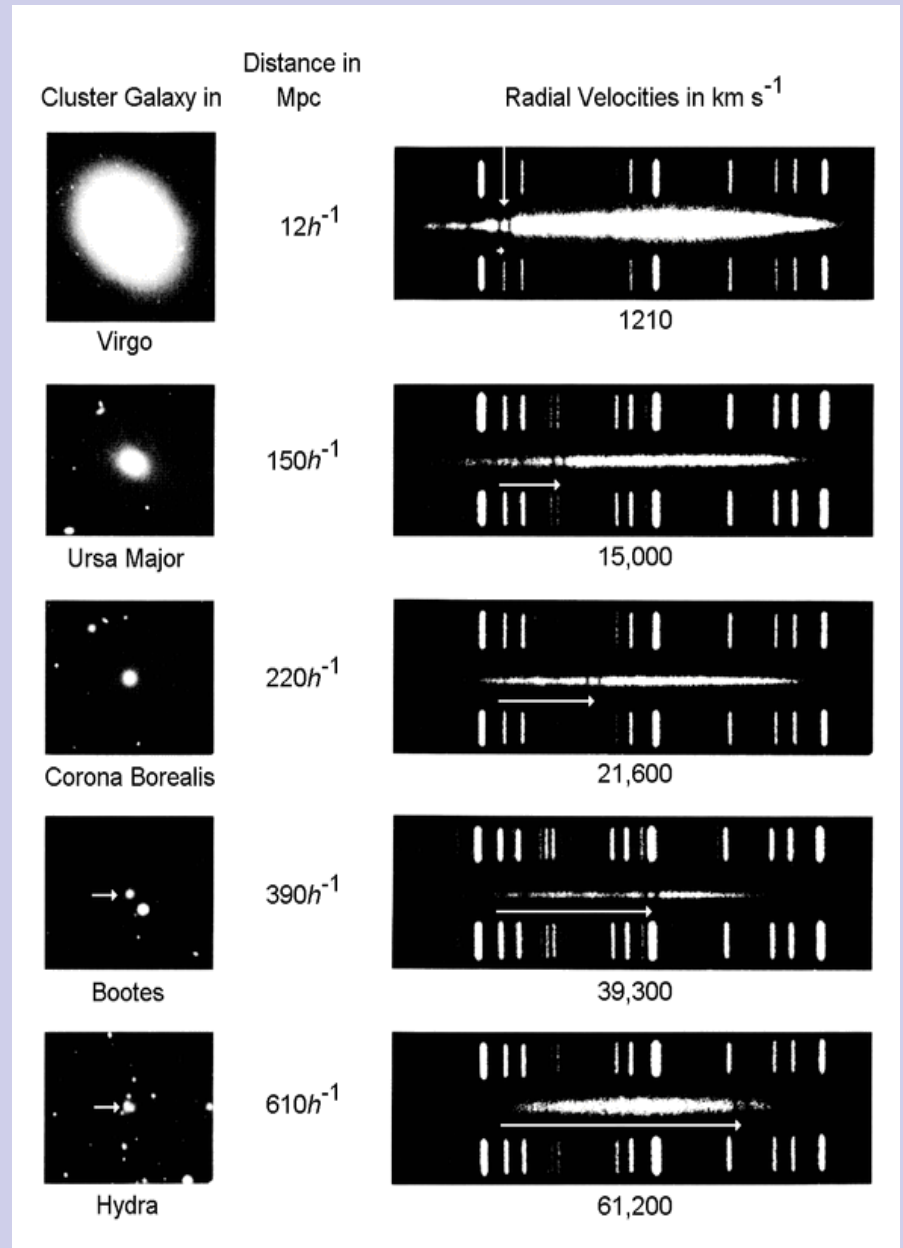 Cluster Galaxy in
Distance in
Mpc
Radial Velocities in km s⁻¹
12h⁻¹
1210
Virgo
150h⁻¹
15,000
Ursa Major
220h⁻¹
21,600
Corona Borealis
390h⁻¹
39,300
Bootes
610h⁻¹
61,200
Hydra